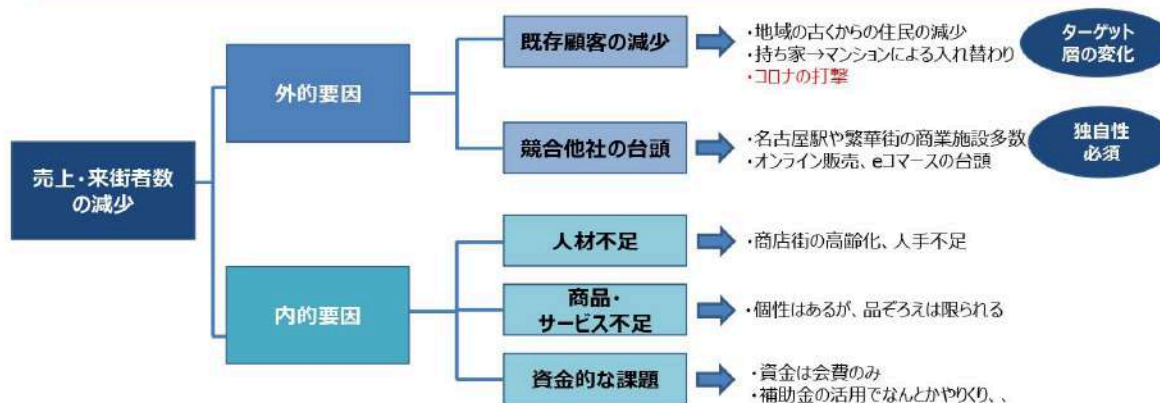 売上・来街者数
の減少
外的要因
既存顧客の減少
・地域の古くからの住民の減少
・持ち家→マンションによる入れ替わり
・コロナの打撃
ターゲット
層の変化
競合他社の台頭
・名古屋駅や繁華街の商業施設多数
・オンライン販売、eコマースの台頭
独自性
必須
内的要因
人材不足
・商店街の高齢化、人手不足
商品・
サービス不足
・個性はあるが、品ぞろえは限られる
資金的な課題
・資金は会費のみ
・補助金の活用でなんとかやりくり、、